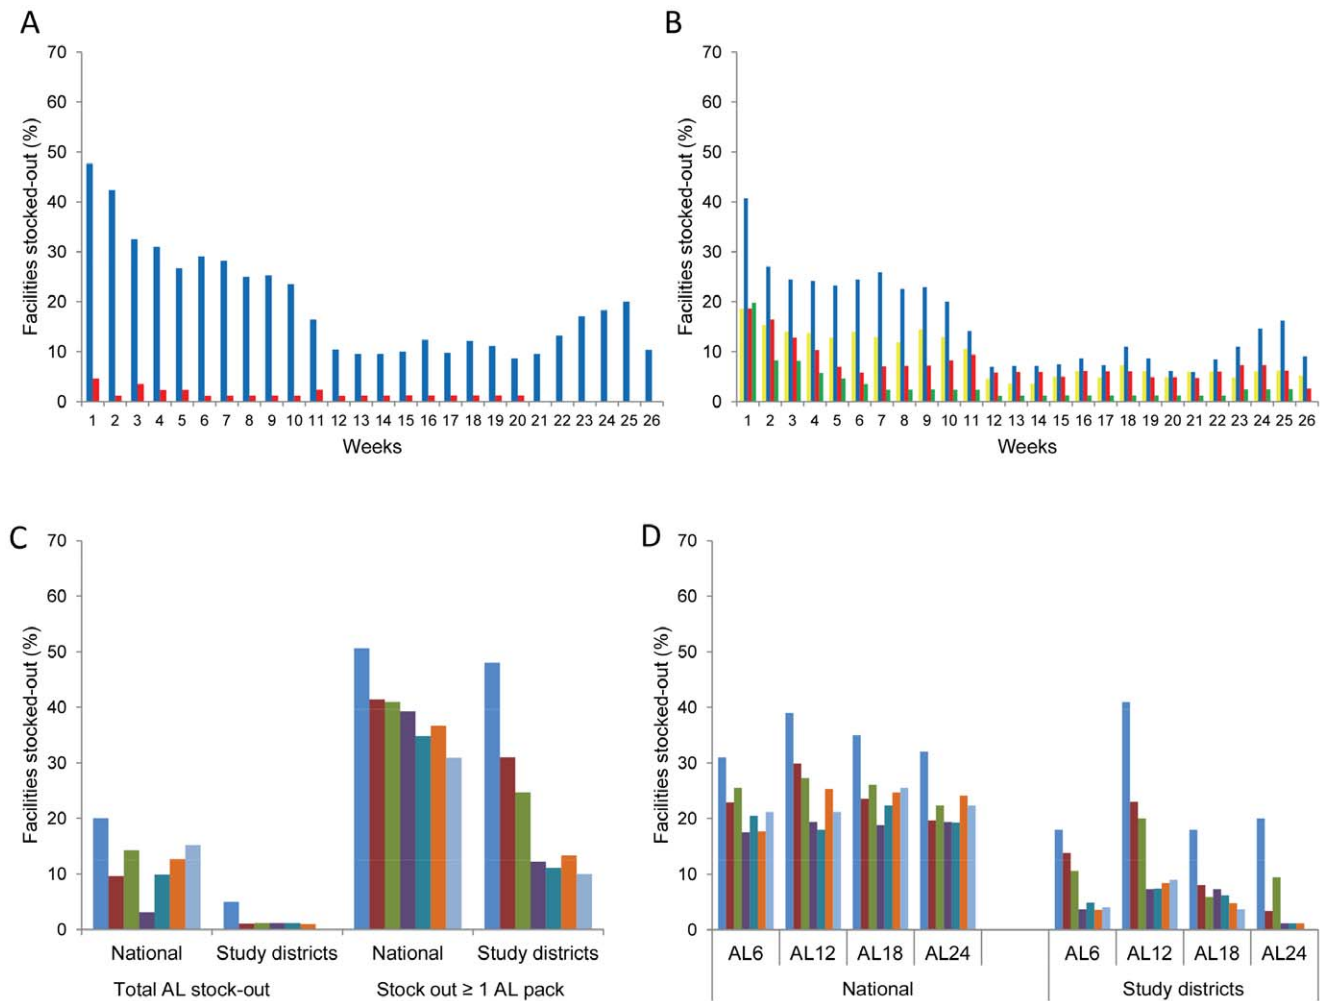 A
Facilities stocked-out (%)
70
60
50
40
30
20
10
0
1 2 3 4 5 6 7 8 9 10 11 12 13 14 15 16 17 18 19 20 21 22 23 24 25 26
Weeks
B
Facilities stocked-out (%)
70
60
50
40
30
20
10
0
1 2 3 4 5 6 7 8 9 10 11 12 13 14 15 16 17 18 19 20 21 22 23 24 25 26
Weeks
C
Facilities stocked-out (%)
70
60
50
40
30
20
10
0
National Study districts National Study districts
Total AL stock-out Stock out ≥ 1 AL pack
D
Facilities stocked-out (%)
70
60
50
40
30
20
10
0
AL6 AL12 AL18 AL24 AL6 AL12 AL18 AL24
National Study districts